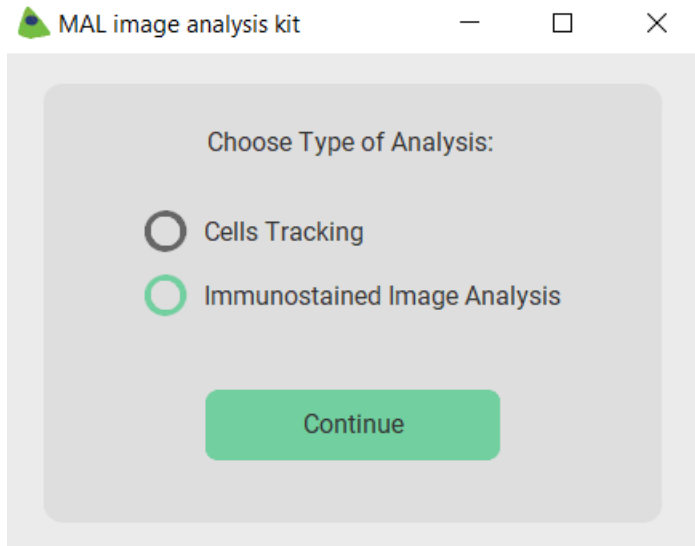 MAL image analysis kit
Choose Type of Analysis:
Cells Tracking
Immunostained Image Analysis
Continue